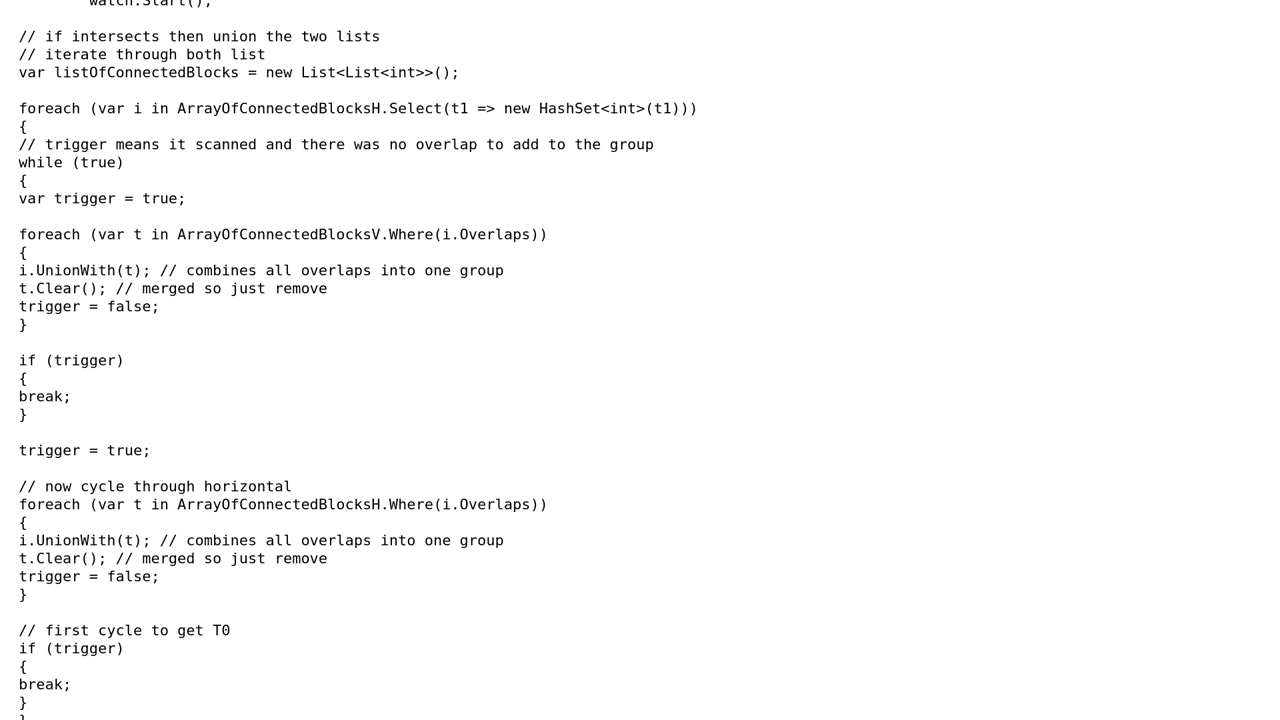 watch.Start();
// if intersects then union the two lists
// iterate through both list
var listOfConnectedBlocks = new List<List<int>>();
foreach (var i in ArrayOfConnectedBlocksH.Select(t1 => new HashSet<int>(t1)))
{
// trigger means it scanned and there was no overlap to add to the group
while (true)
{
var trigger = true;
foreach (var t in ArrayOfConnectedBlocksV.Where(i.Overlaps))
{
i.UnionWith(t); // combines all overlaps into one group
t.Clear(); // merged so just remove
trigger = false;
}
if (trigger)
{
break;
}
trigger = true;
// now cycle through horizontal
foreach (var t in ArrayOfConnectedBlocksH.Where(i.Overlaps))
{
i.UnionWith(t); // combines all overlaps into one group
t.Clear(); // merged so just remove
trigger = false;
}
// first cycle to get T0
if (trigger)
{
break;
}
}